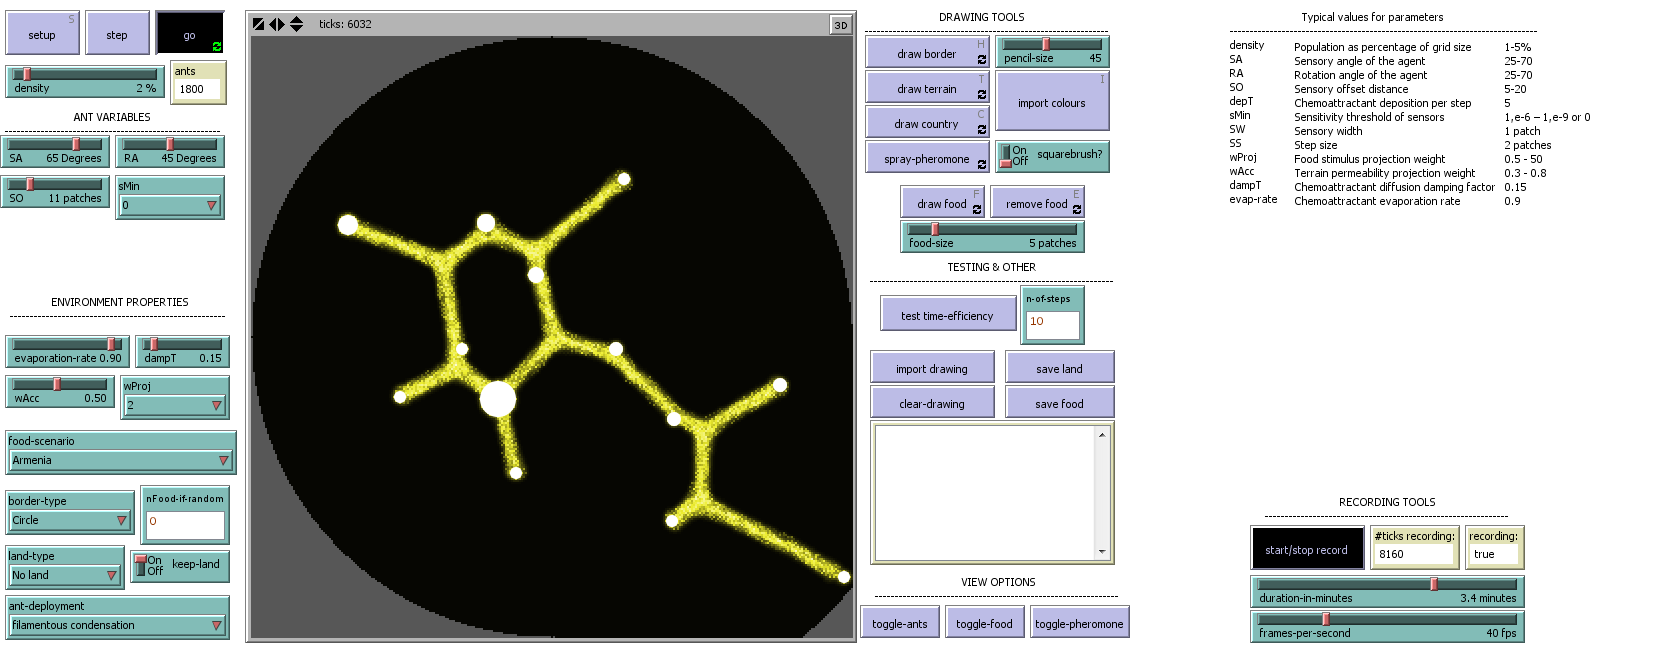 S
setup
step
go
density
2 %
ants
1800
ANT VARIABLES
SA
65 Degrees
RA
45 Degrees
SO
11 patches
sMin
0
ENVIRONMENT PROPERTIES
evaporation-rate 0.90
dampT
0.15
wAcc
0.50
wProj
2
food-scenario
Armenia
border-type
Circle
nFood-if-random
0
land-type
No land
On
Off
keep-land
ant-deployment
filamentous condensation
ticks: 6032
3D
DRAWING TOOLS
H
draw border
pencil-size
45
T
draw terrain
I
import colours
C
draw country
spray-pheromone
On
Off
squarebrush?
F
draw food
E
remove food
food-size
5 patches
TESTING & OTHER
test time-efficiency
n-of-steps
10
import drawing
save land
clear-drawing
save food
VIEW OPTIONS
toggle-ants
toggle-food
toggle-pheromone
Typical values for parameters
density Population as percentage of grid size 1-5%
SA Sensory angle of the agent 25-70
RA Rotation angle of the agent 25-70
SO Sensory offset distance 5-20
depT Chemoattractant deposition per step 5
sMin Sensitivity threshold of sensors 1,e-6 – 1,e-9 or 0
SW Sensory width 1 patch
SS Step size 2 patches
wProj Food stimulus projection weight 0.5 - 50
wAcc Terrain permeability projection weight 0.3 - 0.8
dampT Chemoattractant diffusion damping factor 0.15
evap-rate Chemoattractant evaporation rate 0.9
RECORDING TOOLS
start/stop record
#ticks recording:
8160
recording:
true
duration-in-minutes
3.4 minutes
frames-per-second
40 fps